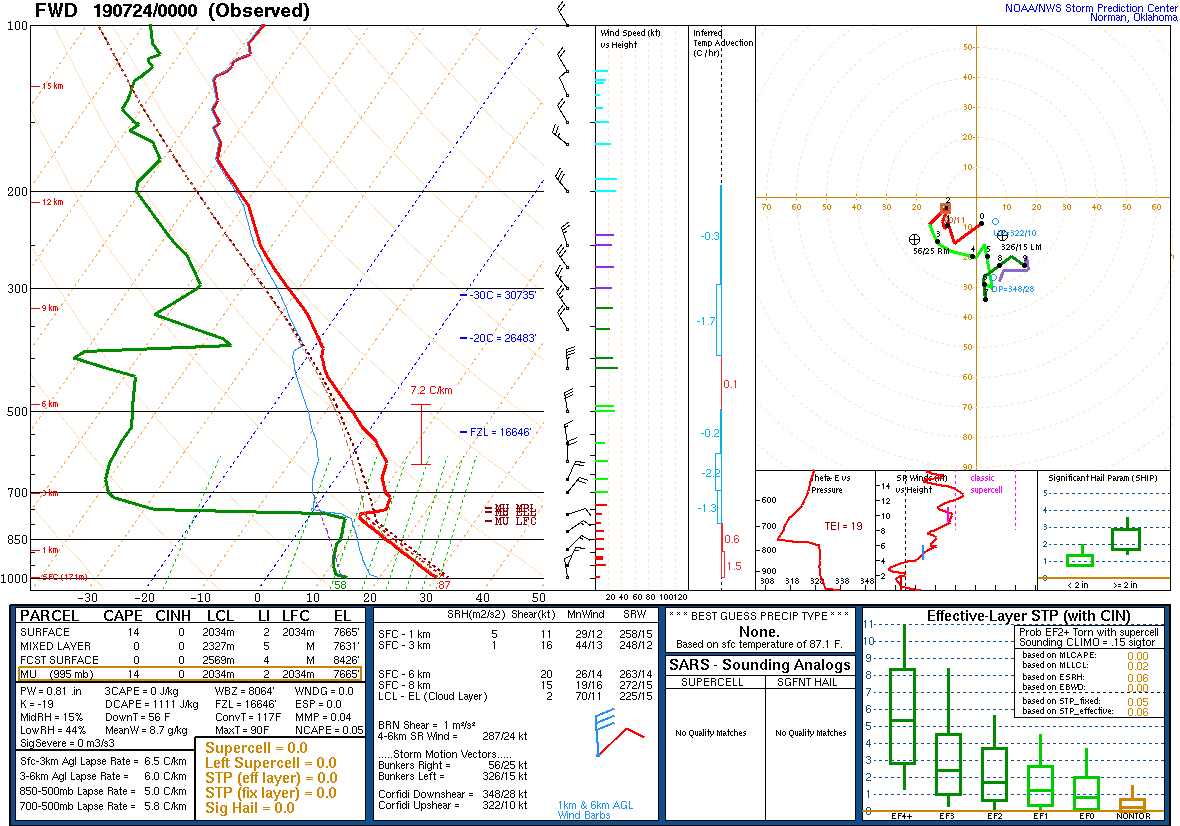 FWD 190724/0000 (Observed)
NOAA/NWS Storm Prediction Center
Norman, Oklahoma
100
200
300
400
500
700
850
1000
15 km
12 km
9 km
6 km
3 km
1 km
SFC (171m)
-30C = 30735'
-20C = 26483'
7.2 C/km
FZL = 16646'
MU MPL
MU LFC
58
87
-30 -20 -10 0 10 20 30 40 50
Wind Speed (kt)
vs Height
20 40 60 80 100120
Inferred
Temp Advection
(C / hr)
-0.3
-1.7
0.1
-0.2
-2.2
-1.3
0.6
1.5
50
40
30
20
10
70 60 50 40 30 20 10 20 30 40 50 60
10
20
30
40
50
60
70
80
90
0
2
3
4
5
8
9
UP=322/10
326/15 LM
56/25 RM
DP=348/28
Theta-E vs
Pressure
600
700
800
900
TEI = 19
308 318 328 338 348
SR Winds (kt)
vs Height
14
12
10
8
6
4
2
classic
supercell
Significant Hail Param (SHIP)
5
4
3
2
1
0
< 2 in >= 2 in
PARCEL CAPE CINH LCL LI LFC EL
SURFACE 14 0 2034m 2 2034m 7665'
MIXED LAYER 0 0 2327m 5 M 7631'
FCST SURFACE 0 0 2569m 4 M 8426'
MU (995 mb) 14 0 2034m 2 2034m 7665'
PW = 0.81 in 3CAPE = 0 J/kg WBZ = 8064' WNDG = 0.0
K = -19 DCAPE = 1111 J/kg FZL = 16646' ESP = 0.0
MidRH = 15% DownT = 56 F ConvT = 117F MMP = 0.04
LowRH = 44% MeanW = 8.7 g/kg MaxT = 90F NCAPE = 0.05
SigSevere = 0 m3/s3
Sfc-3km Agl Lapse Rate = 6.5 C/km
3-6km Agl Lapse Rate = 6.0 C/km
850-500mb Lapse Rate = 5.0 C/km
700-500mb Lapse Rate = 5.8 C/km
Supercell = 0.0
Left Supercell = 0.0
STP (eff layer) = 0.0
STP (fix layer) = 0.0
Sig Hail = 0.0
SRH(m2/s2) Shear(kt) MnWind SRW
SFC - 1 km 5 11 29/12 258/15
SFC - 3 km 1 16 44/13 248/12
SFC - 6 km 20 26/14 263/14
SFC - 8 km 15 19/16 272/15
LCL - EL (Cloud Layer) 2 70/11 225/15
BRN Shear = 1 m²/s²
4-6km SR Wind = 287/24 kt
.....Storm Motion Vectors.....
Bunkers Right = 56/25 kt
Bunkers Left = 326/15 kt
Corfidi Downshear = 348/28 kt
Corfidi Upshear = 322/10 kt
1km & 6km AGL
Wind Barbs
* * * BEST GUESS PRECIP TYPE * * *
None.
Based on sfc temperature of 87.1 F.
SARS - Sounding Analogs
SUPERCELL SGFNT HAIL
No Quality Matches No Quality Matches
Effective-Layer STP (with CIN)
11
10
9
8
7
6
5
4
3
2
1
0
Prob EF2+ Torn with supercell
Sounding CLIMO = .15 sigtor
based on MLCAPE: 0.00
based on MLLCL: 0.02
based on ESRH: 0.06
based on EBWD: 0.00
based on STP_fixed: 0.05
based on STP_effective: 0.06
EF4+ EF3 EF2 EF1 EF0 NONTOR